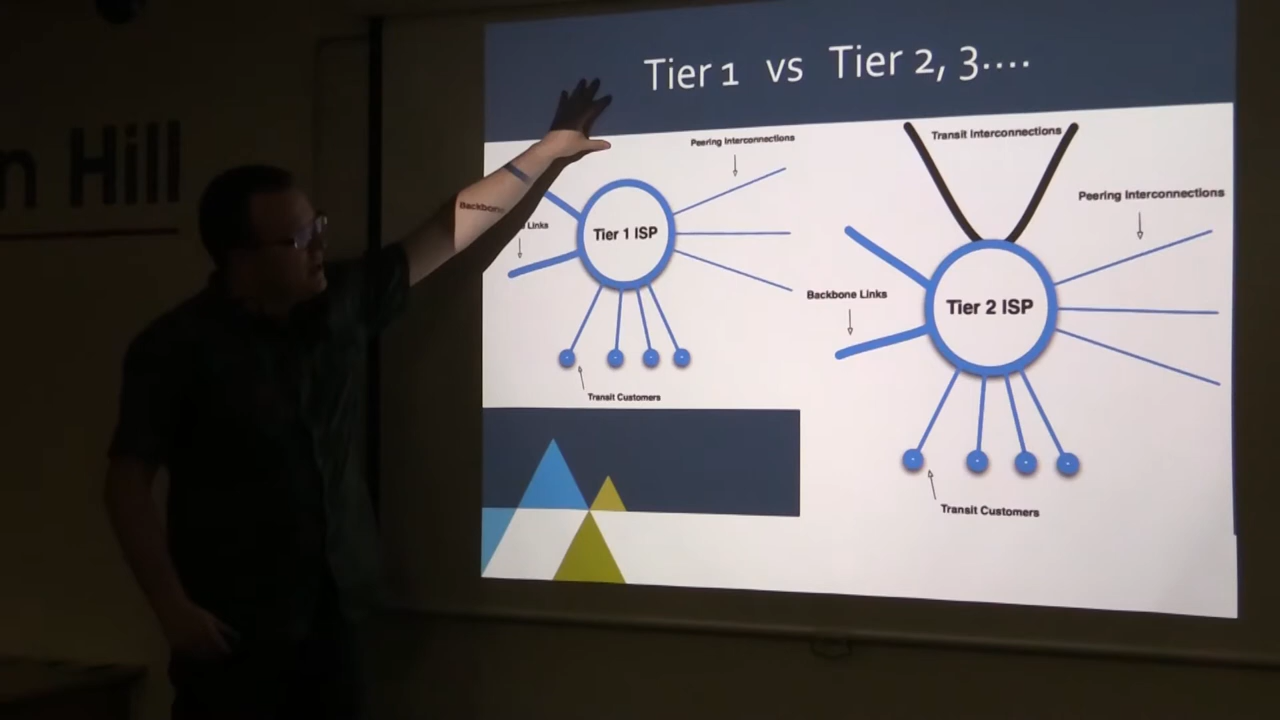 Tier 1 vs Tier 2, 3....
n Hill
Peering Interconnections
Backbone Links
Tier 1 ISP
Transit Customers
Transit Interconnections
Peering Interconnections
Backbone Links
Tier 2 ISP
Transit Customers